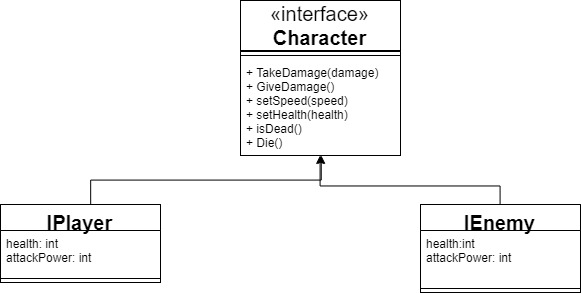 «interface»
Character
+ TakeDamage(damage)
+ GiveDamage()
+ setSpeed(speed)
+ setHealth(health)
+ isDead()
+ Die()
IPlayer
health: int
attackPower: int
IEnemy
health:int
attackPower: int